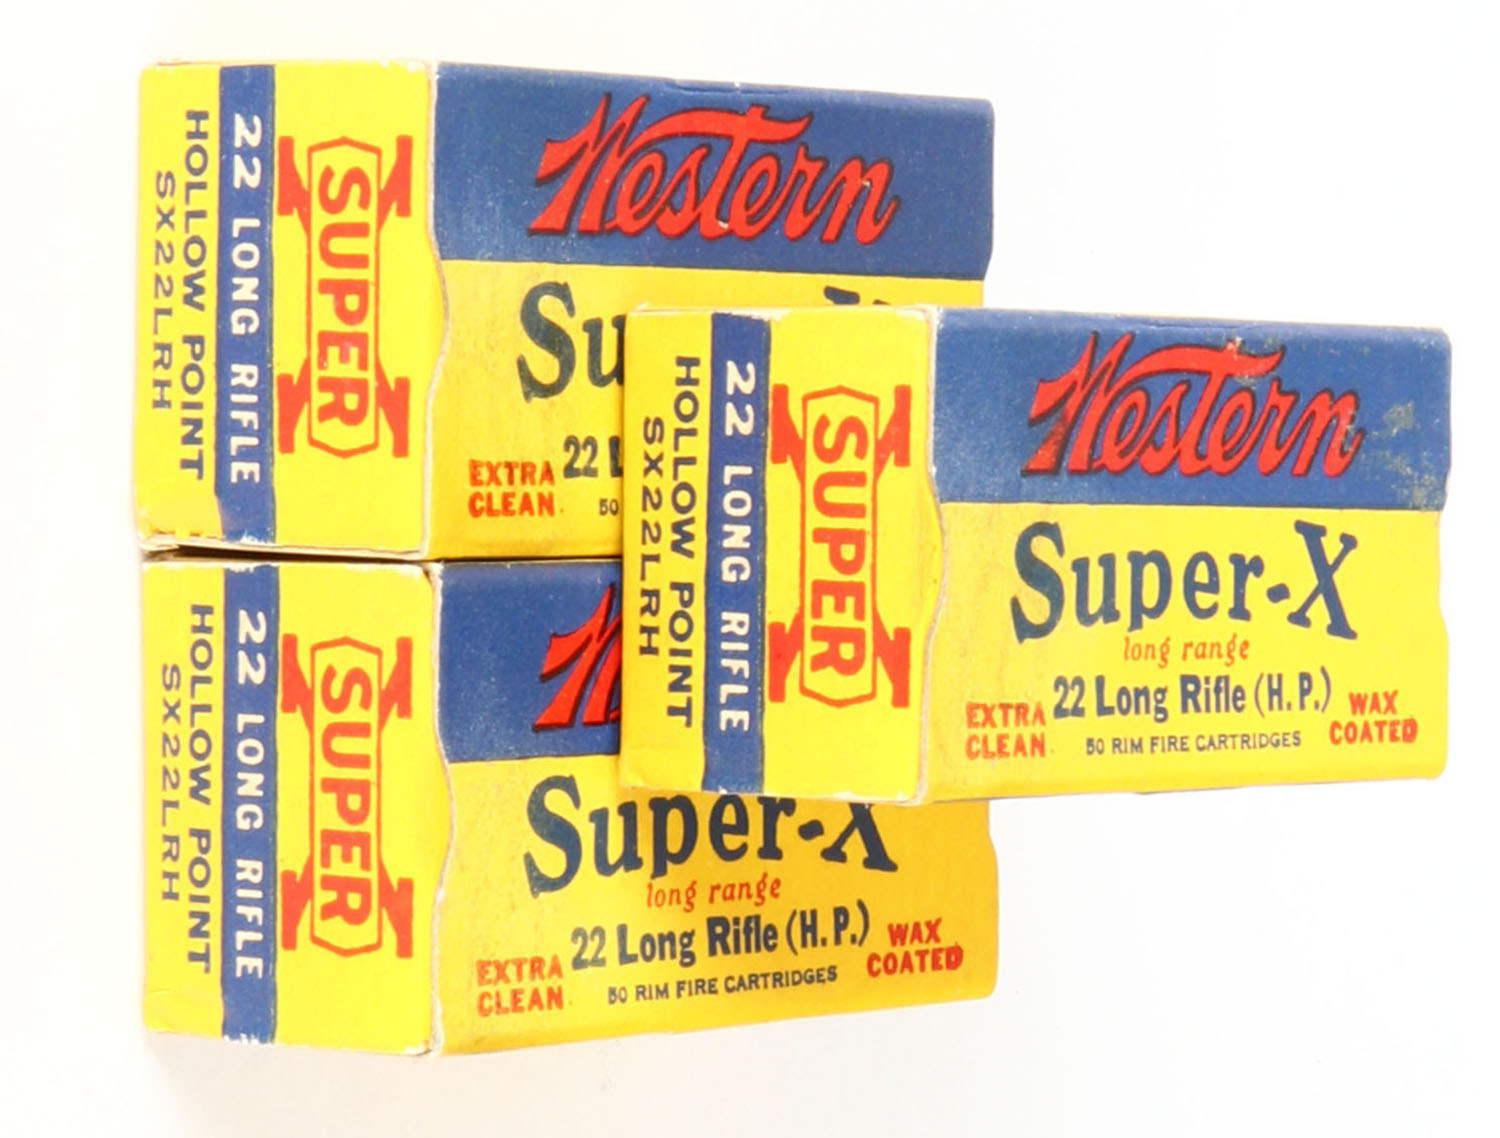 Western
Super-X
EXTRA
CLEAN.
22
50
SUPER
X
22 LONG RIFLE
HOLLOW POINT
SX22LRH
Western
Super-X
long range
EXTRA
CLEAN.
22 Long Rifle (H.P.)
50 RIM FIRE CARTRIDGES
WAX
COATED
SUPER
X
22 LONG RIFLE
HOLLOW POINT
SX22LRH
Super-X
long range
EXTRA
CLEAN.
22 Long Rifle (H.P.)
50 RIM FIRE CARTRIDGES
WAX
COATED
SUPER
X
22 LONG RIFLE
HOLLOW POINT
SX22LRH